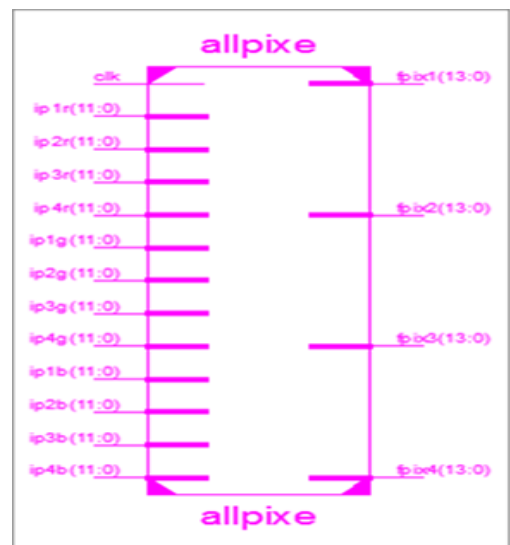 allpixe
clk
fpix1(13:0)
ip1r(11:0)
ip2r(11:0)
ip3r(11:0)
ip4r(11:0)
fpix2(13:0)
ip1g(11:0)
ip2g(11:0)
ip3g(11:0)
ip4g(11:0)
fpix3(13:0)
ip1b(11:0)
ip2b(11:0)
ip3b(11:0)
ip4b(11:0)
fpix4(13:0)
allpixe